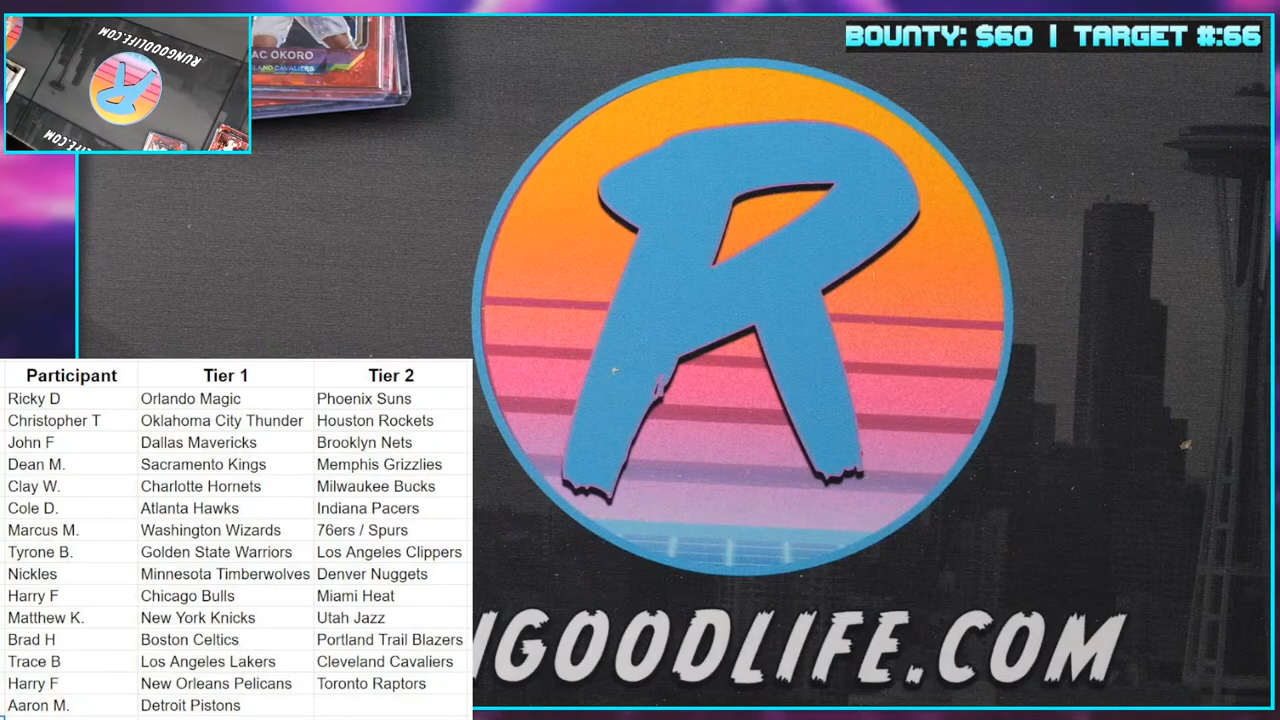 BOUNTY: $60 | TARGET #:66
RUNGOODLIFE.COM
AC OKORO
LAND CAVALIERS
R
GOODLIFE.COM
Participant Tier 1 Tier 2
Ricky D Orlando Magic Phoenix Suns
Christopher T Oklahoma City Thunder Houston Rockets
John F Dallas Mavericks Brooklyn Nets
Dean M. Sacramento Kings Memphis Grizzlies
Clay W. Charlotte Hornets Milwaukee Bucks
Cole D. Atlanta Hawks Indiana Pacers
Marcus M. Washington Wizards 76ers / Spurs
Tyrone B. Golden State Warriors Los Angeles Clippers
Nickles Minnesota Timberwolves Denver Nuggets
Harry F Chicago Bulls Miami Heat
Matthew K. New York Knicks Utah Jazz
Brad H Boston Celtics Portland Trail Blazers
Trace B Los Angeles Lakers Cleveland Cavaliers
Harry F New Orleans Pelicans Toronto Raptors
Aaron M. Detroit Pistons